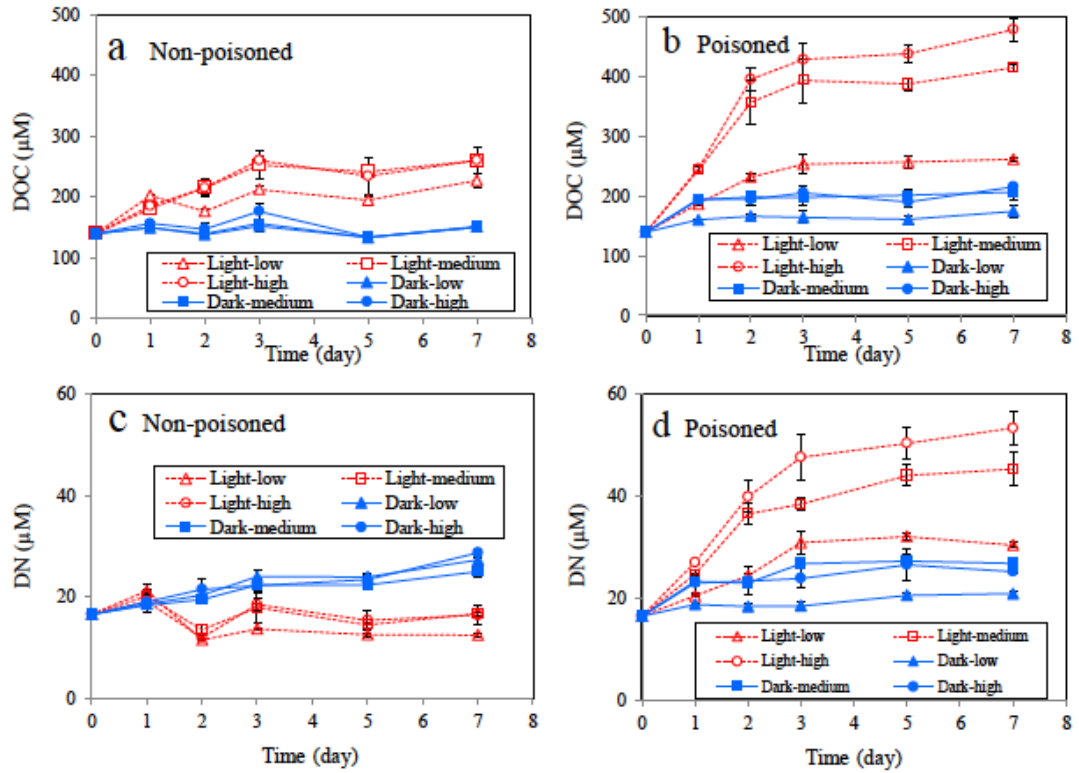 a Non-poisoned
500
400
300
200
100
0
DOC (µM)
Light-low Light-medium
Light-high Dark-low
Dark-medium Dark-high
0 1 2 3 4 5 6 7 8
Time (day)
b Poisoned
500
400
300
200
100
0
DOC (µM)
Light-low Light-medium
Light-high Dark-low
Dark-medium Dark-high
0 1 2 3 4 5 6 7 8
Time (day)
c Non-poisoned
60
40
20
0
DN (µM)
Light-low Light-medium
Light-high Dark-low
Dark-medium Dark-high
0 1 2 3 4 5 6 7 8
Time (day)
d Poisoned
60
40
20
0
DN (µM)
Light-low Light-medium
Light-high Dark-low
Dark-medium Dark-high
0 1 2 3 4 5 6 7 8
Time (day)